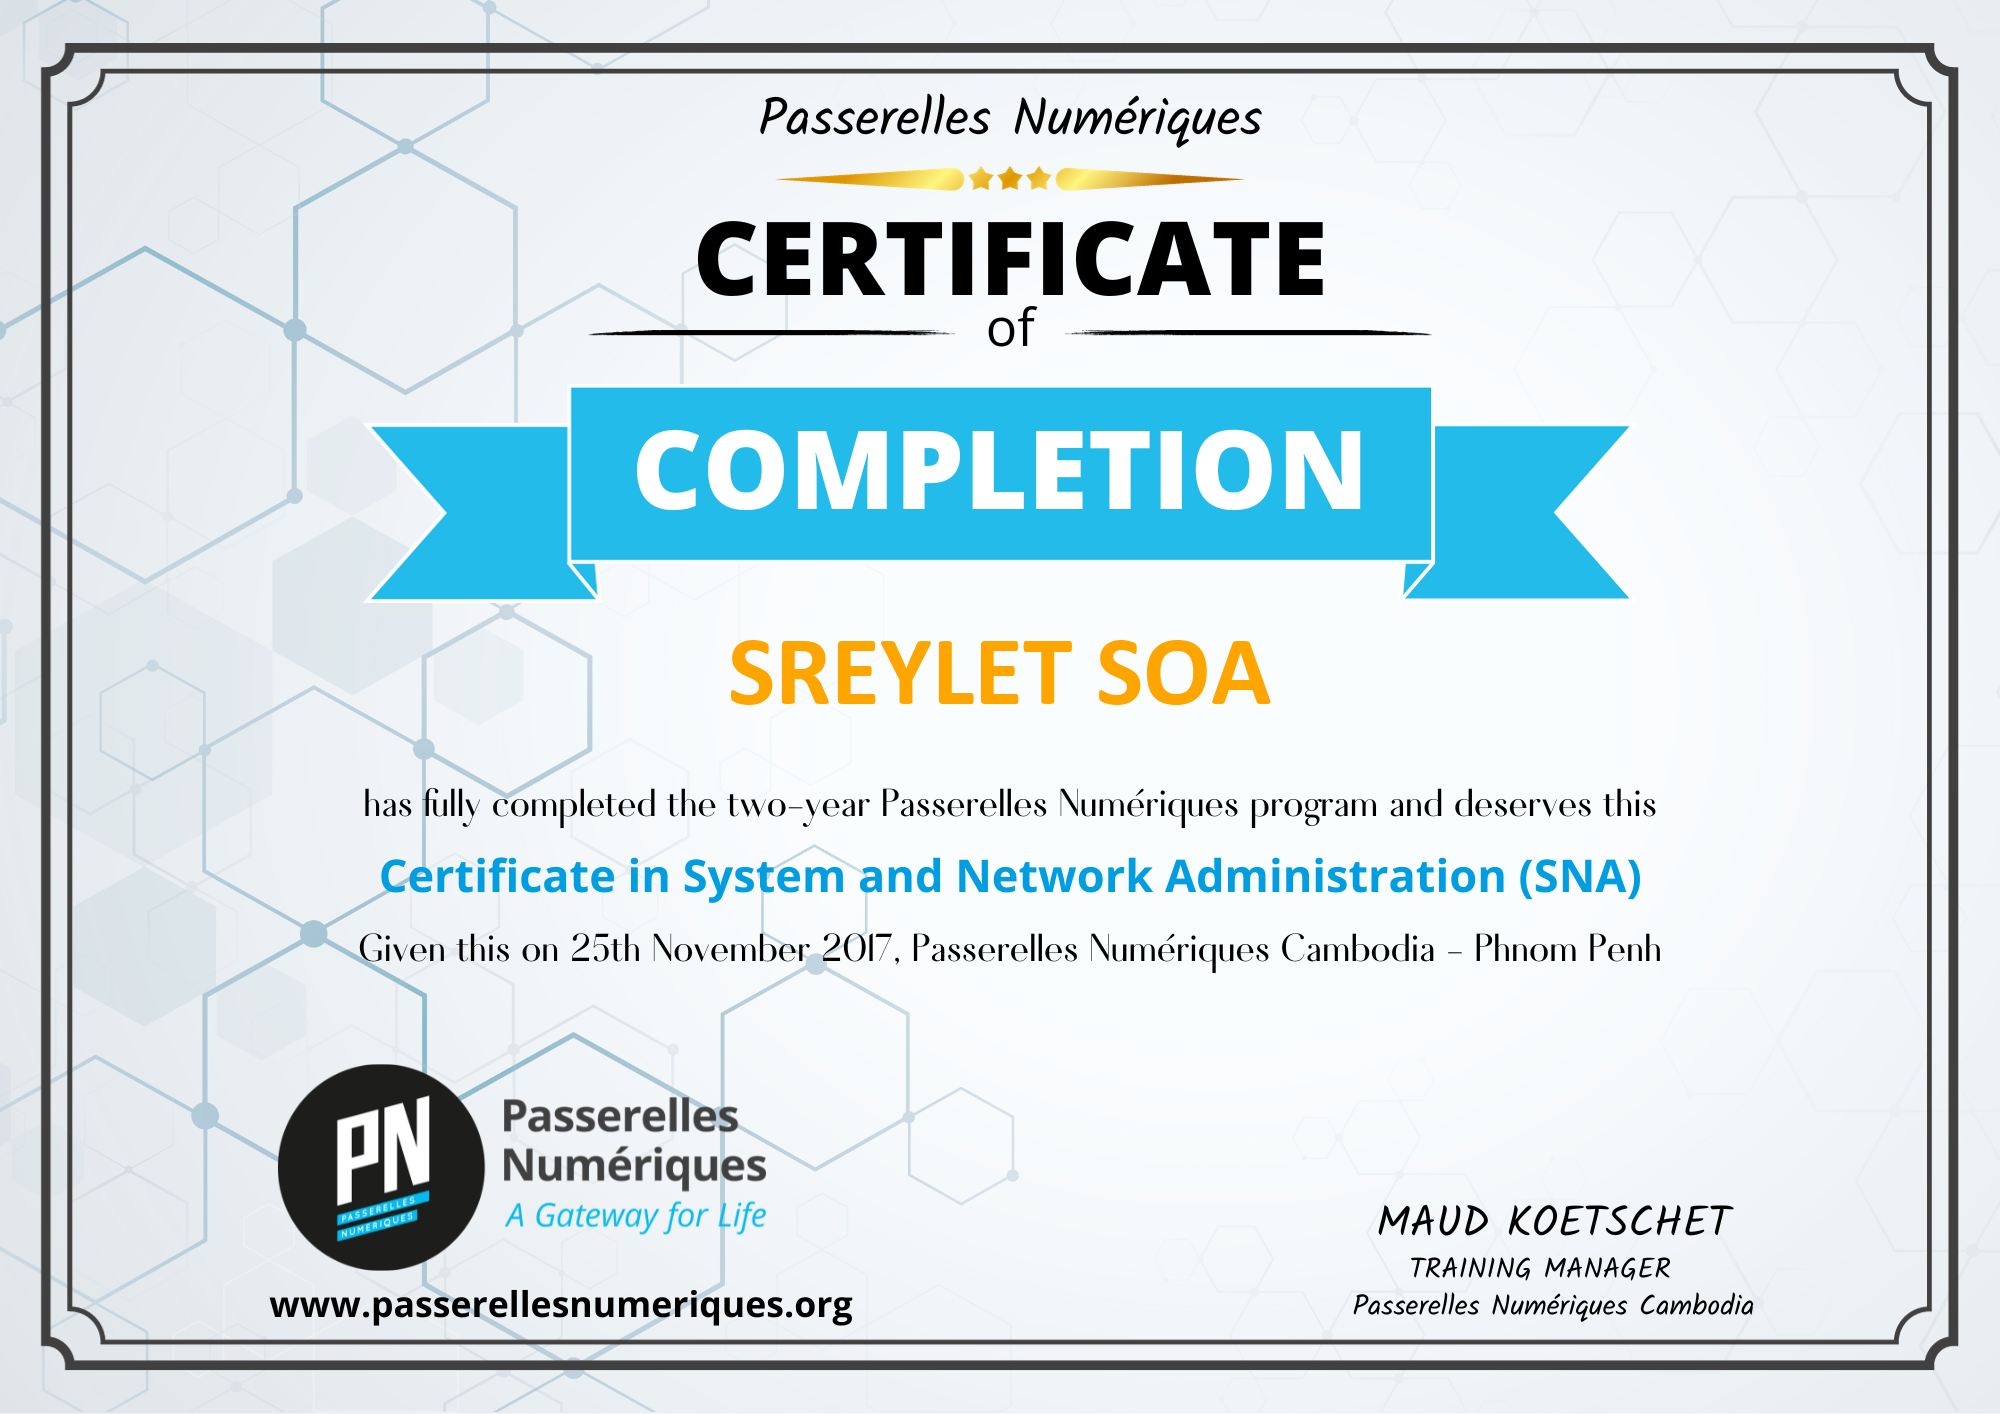 Passerelles Numériques
CERTIFICATE
of
COMPLETION
SREYLET SOA
has fully completed the two-year Passerelles Numériques program and deserves this
Certificate in System and Network Administration (SNA)
Given this on 25th November 2017, Passerelles Numériques Cambodia - Phnom Penh
PN
PASSERELLES
NUMERIQUES
Passerelles
Numériques
A Gateway for Life
www.passerellesnumeriques.org
MAUD KOETSCHET
TRAINING MANAGER
Passerelles Numériques Cambodia